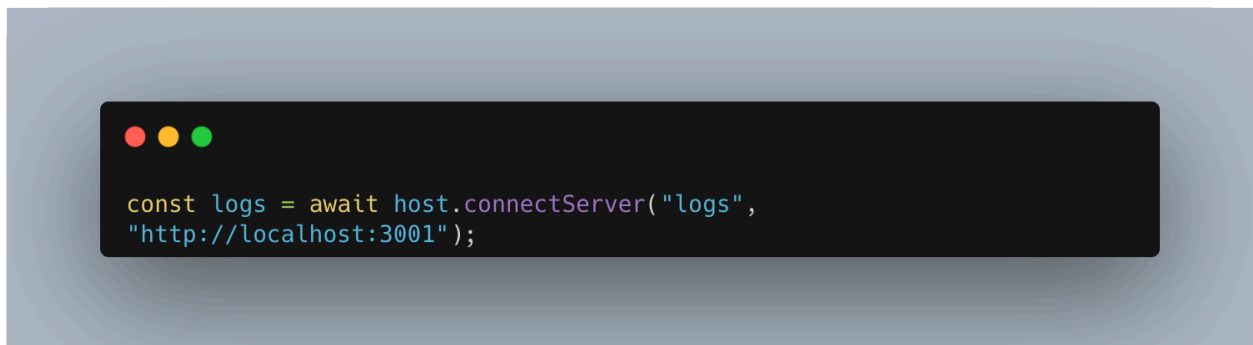 const logs = await host.connectServer("logs",
"http://localhost:3001");